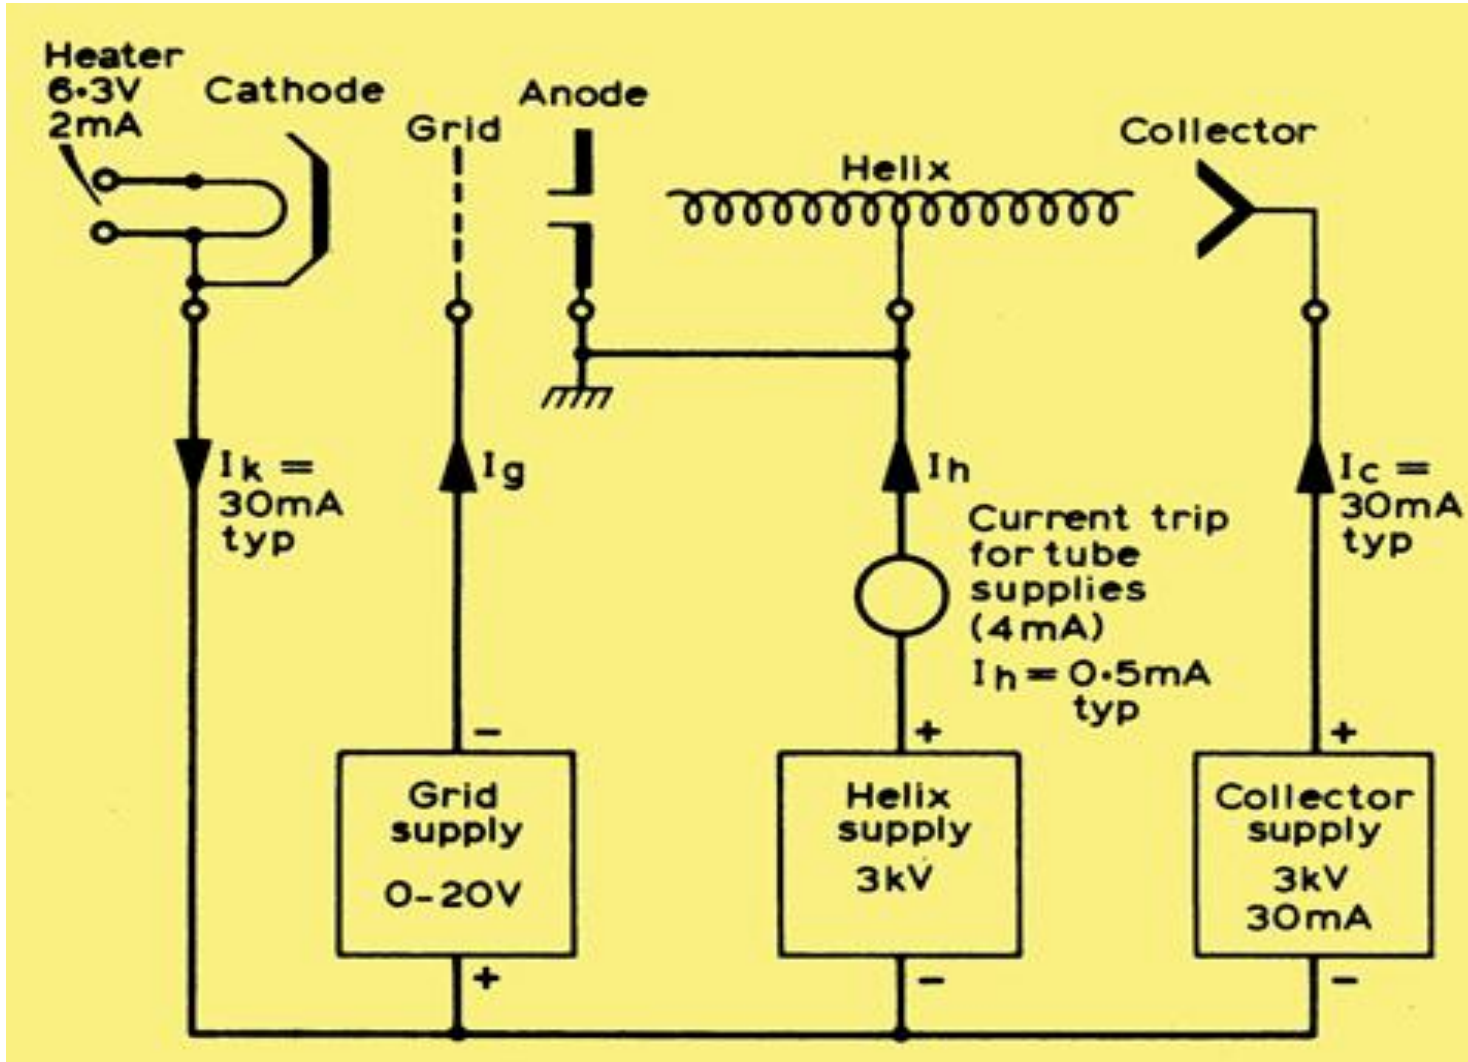 Heater
6·3V
2mA
Cathode
Grid
Anode
Helix
Collector
Ik =
30mA
typ
Ig
Ih
Current trip
for tube
supplies
(4mA)
Ih = 0·5mA
typ
Ic =
30mA
typ
−
Grid
supply
0-20V
+
+
Helix
supply
3kV
−
+
Collector
supply
3kV
30mA
−